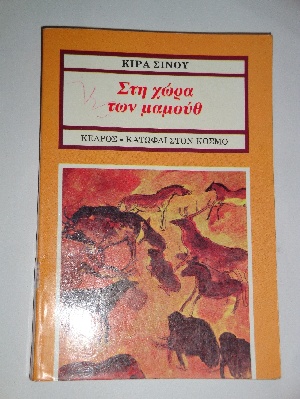 ΚΙΡΑ ΣΙΝΟΥ
Στη χώρα
των μαμούθ
ΚΕΔΡΟΣ • ΚΑΤΩΦΛΙ ΣΤΟΝ ΚΟΣΜΟ